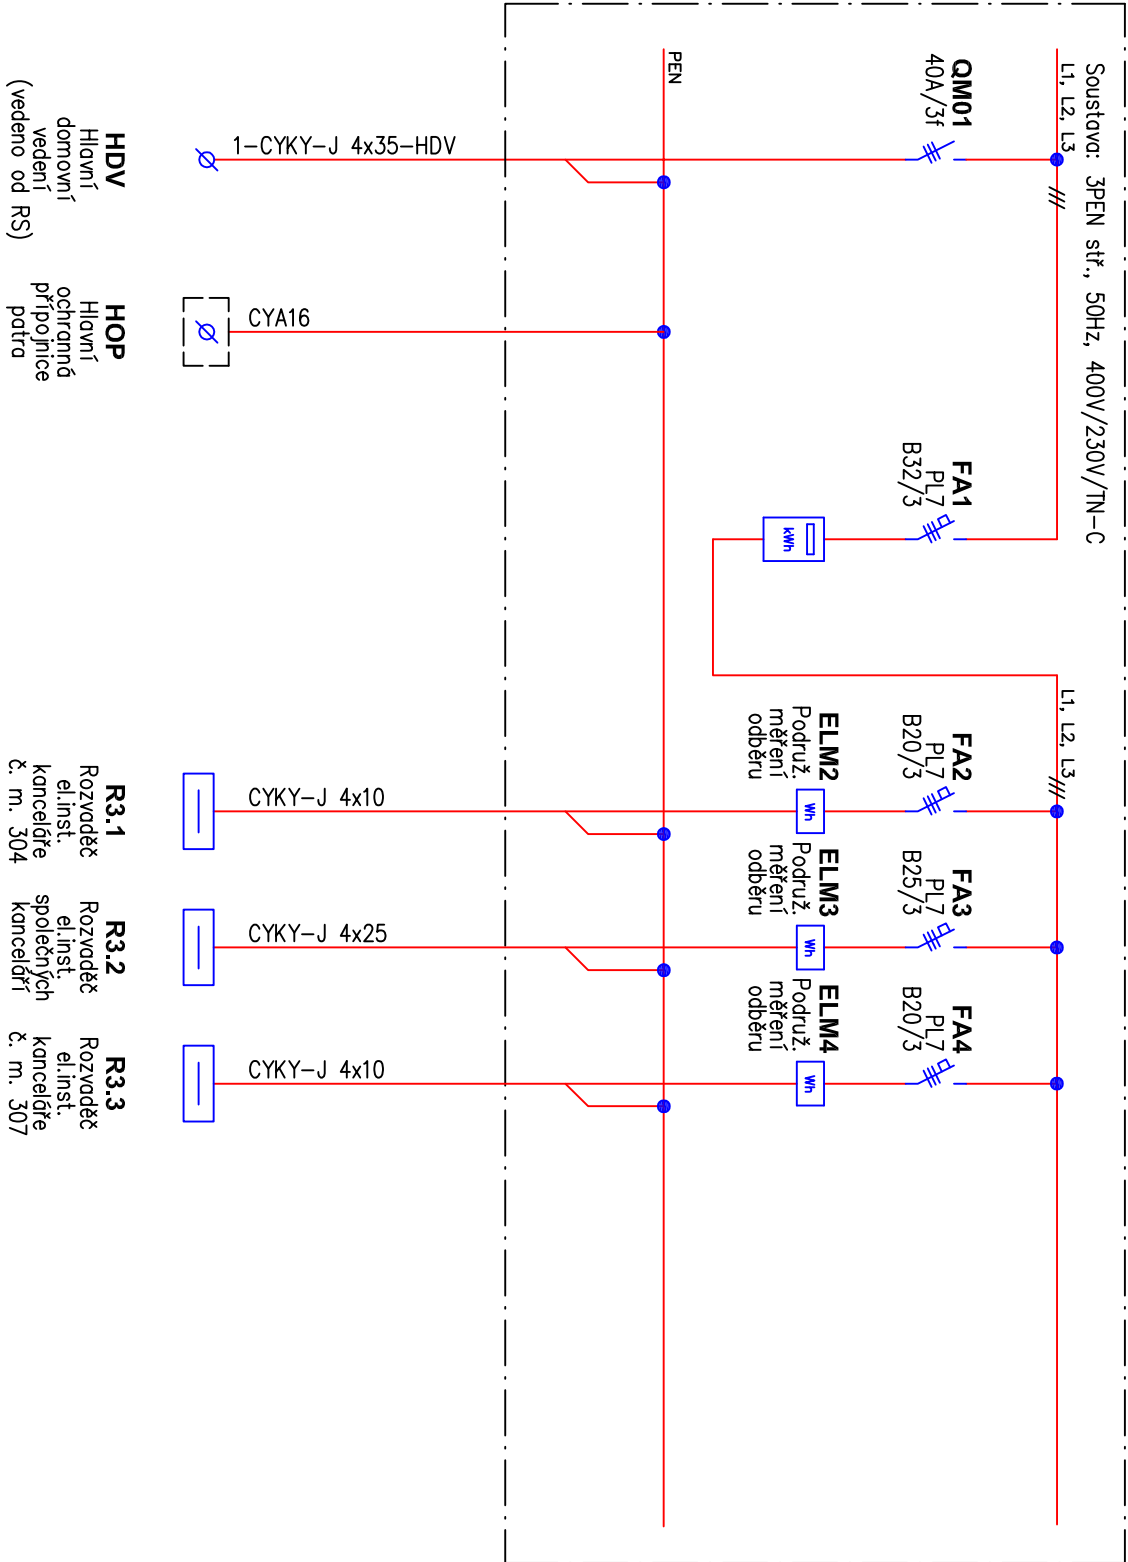 Soustava: 3PEN stř., 50Hz, 400V/230V/TN-C
L1, L2, L3
L1, L2, L3
QM01
40A/3f
FA1
PL7
B32/3
FA2
PL7
B20/3
FA3
PL7
B25/3
FA4
PL7
B20/3
kWh
ELM2
Podruž.
měření
odběru
Wh
ELM3
Podruž.
měření
odběru
Wh
ELM4
Podruž.
měření
odběru
Wh
PEN
1-CYKY-J 4x35-HDV
CYA16
CYKY-J 4x10
CYKY-J 4x25
CYKY-J 4x10
HDV
Hlavní
domovní
vedení
(vedeno od RS)
HOP
Hlavní
ochranná
přípojnice
patra
R3.1
Rozvaděč
el.inst.
kanceláře
č. m. 304
R3.2
Rozvaděč
el.inst.
společných
kanceláří
R3.3
Rozvaděč
el.inst.
kanceláře
č. m. 307